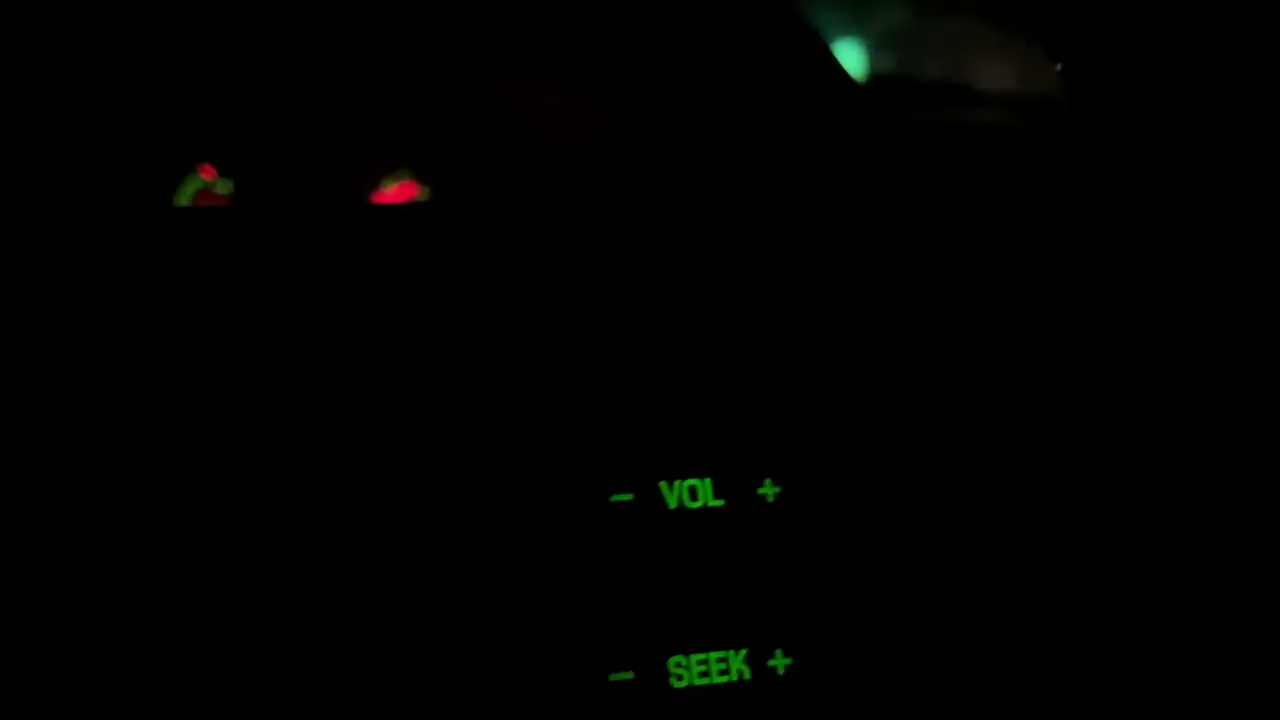 − VOL +
− SEEK +